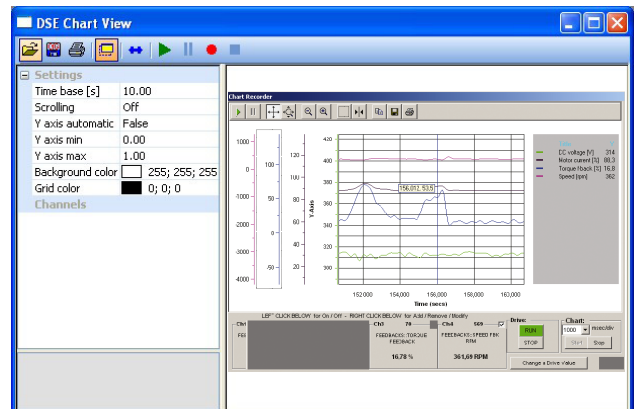 DSE Chart View
Settings
Time base [s] 10.00
Scrolling Off
Y axis automatic False
Y axis min 0.00
Y axis max 1.00
Background color 255; 255; 255
Grid color 0; 0; 0
Channels
Chart Recorder
DC voltage [V] 314
Motor current [%] 88,3
Torque fback [%] 16,8
Speed [rpm] 362
1000 100 120 420
100 400
0 50 80 380
-1000 60 360
-2000 0 340
40
-3000 320
-50 20 300
-4000
Y-Axis
156,012, 53,5
152,000 154,000 156,000 158,000 160,000
Time (secs)
LEFT CLICK BELOW for On / Off - RIGHT CLICK BELOW for Add / Remove / Modify
Ch3 70 Ch4 569
FEEDBACKS: TORQUE FEEDBACK
FEEDBACKS: SPEED FBK RPM
16,78 %
361,69 RPM
Drive:
RUN
STOP
Chart:
1000 msec/div
Start Stop
Change a Drive Value